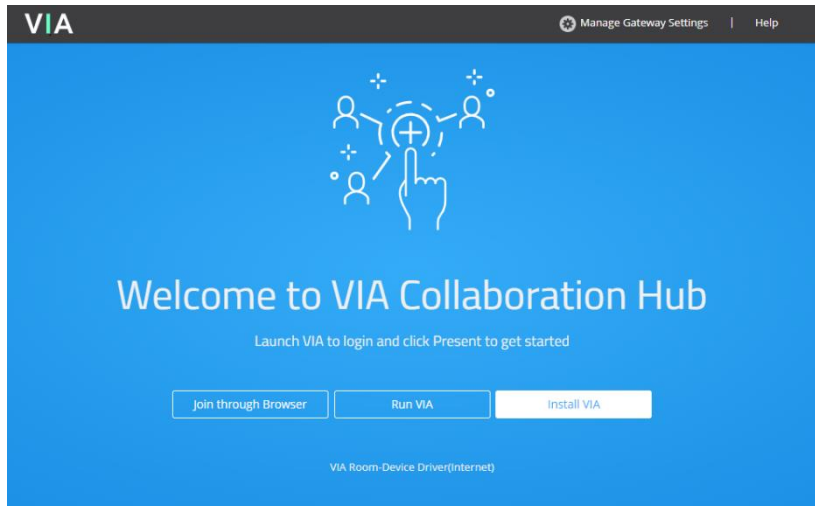 VIA
Manage Gateway Settings | Help
Welcome to VIA Collaboration Hub
Launch VIA to login and click Present to get started
Join through Browser
Run VIA
Install VIA
VIA Room-Device Driver(Internet)